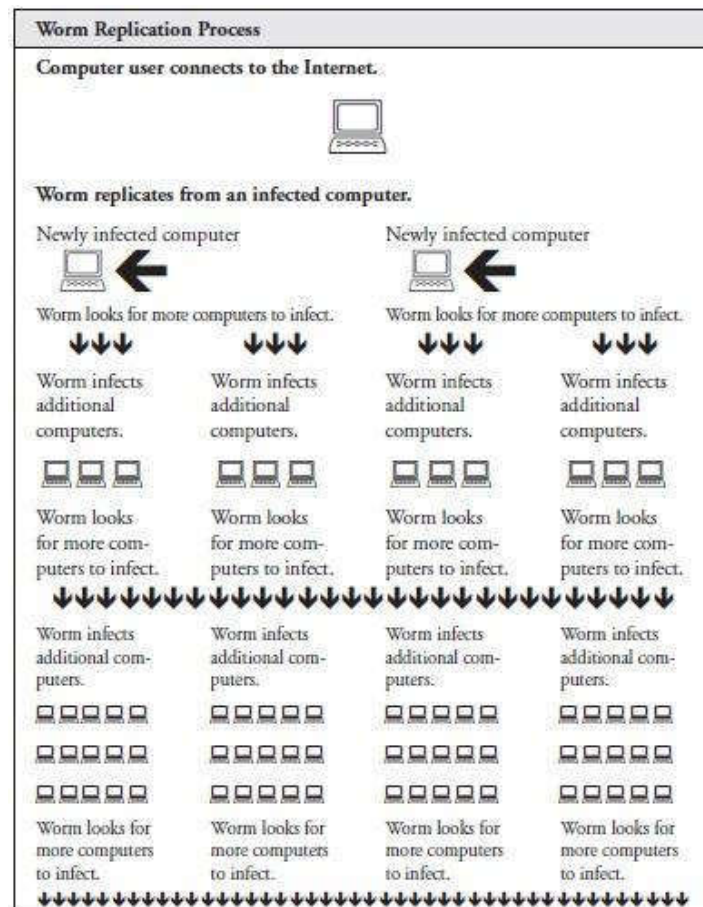 Worm Replication Process
Computer user connects to the Internet.
Worm replicates from an infected computer.
Newly infected computer
Newly infected computer
Worm looks for more computers to infect.
Worm looks for more computers to infect.
Worm infects
additional
computers.
Worm infects
additional
computers.
Worm infects
additional
computers.
Worm infects
additional
computers.
Worm looks
for more com-
puters to infect.
Worm looks
for more com-
puters to infect.
Worm looks
for more com-
puters to infect.
Worm looks
for more com-
puters to infect.
Worm infects
additional com-
puters.
Worm infects
additional com-
puters.
Worm infects
additional com-
puters.
Worm infects
additional com-
puters.
Worm looks for
more computers
to infect.
Worm looks for
more computers
to infect.
Worm looks for
more computers
to infect.
Worm looks for
more computers
to infect.